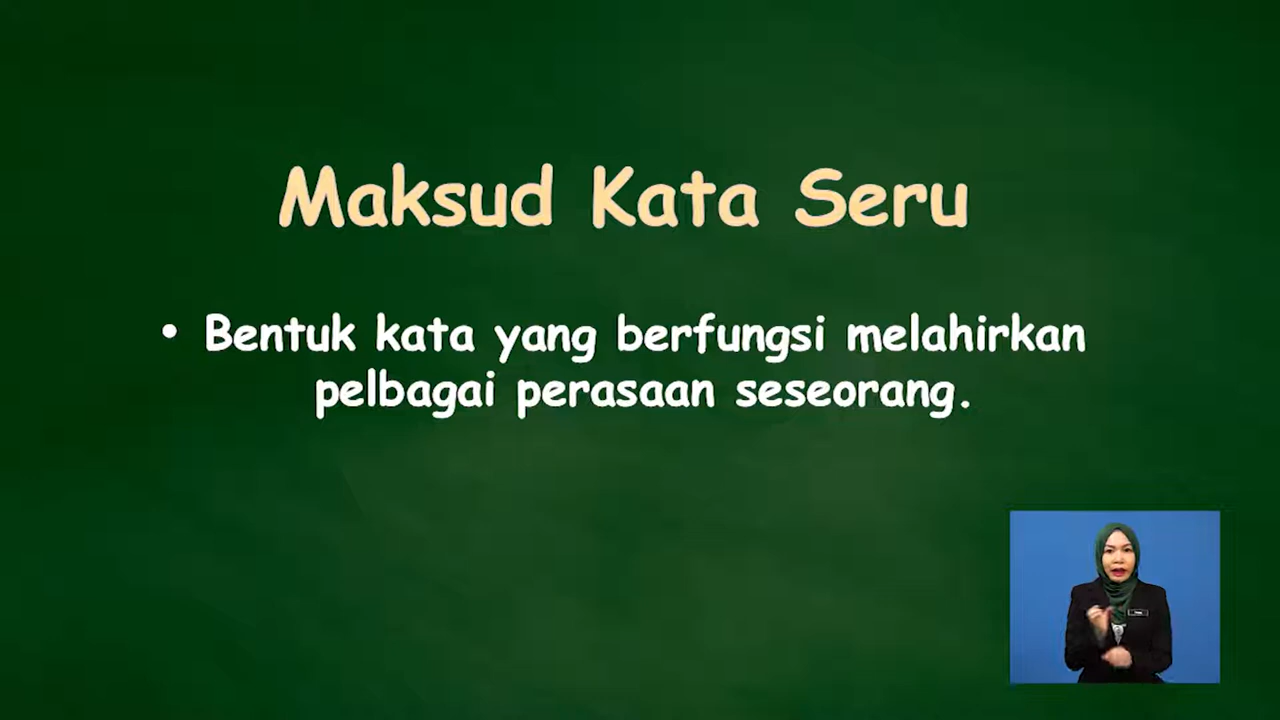 Maksud Kata Seru
• Bentuk kata yang berfungsi melahirkan
pelbagai perasaan seseorang.